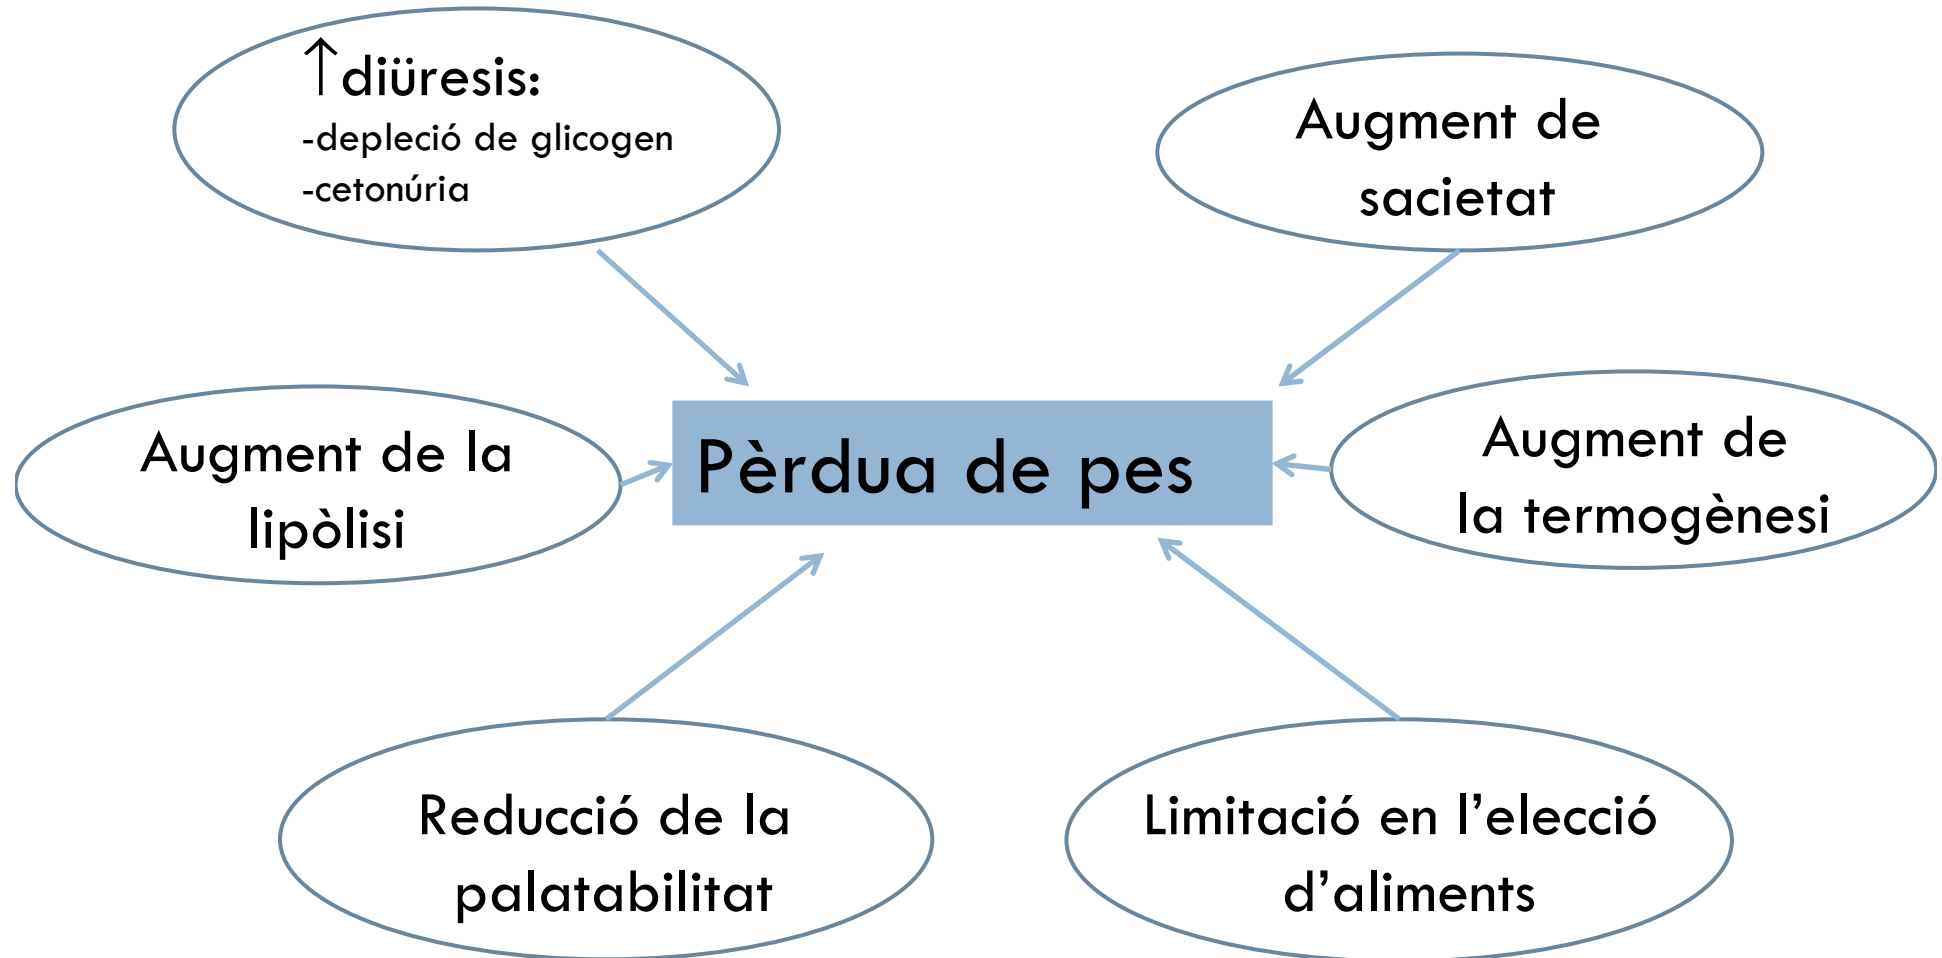 ↑diüresis:
-depleció de glicogen
-cetonúria
Augment de
sacietat
Augment de la
lipòlisi
Pèrdua de pes
Augment de
la termogènesi
Reducció de la
palatabilitat
Limitació en l’elecció
d’aliments